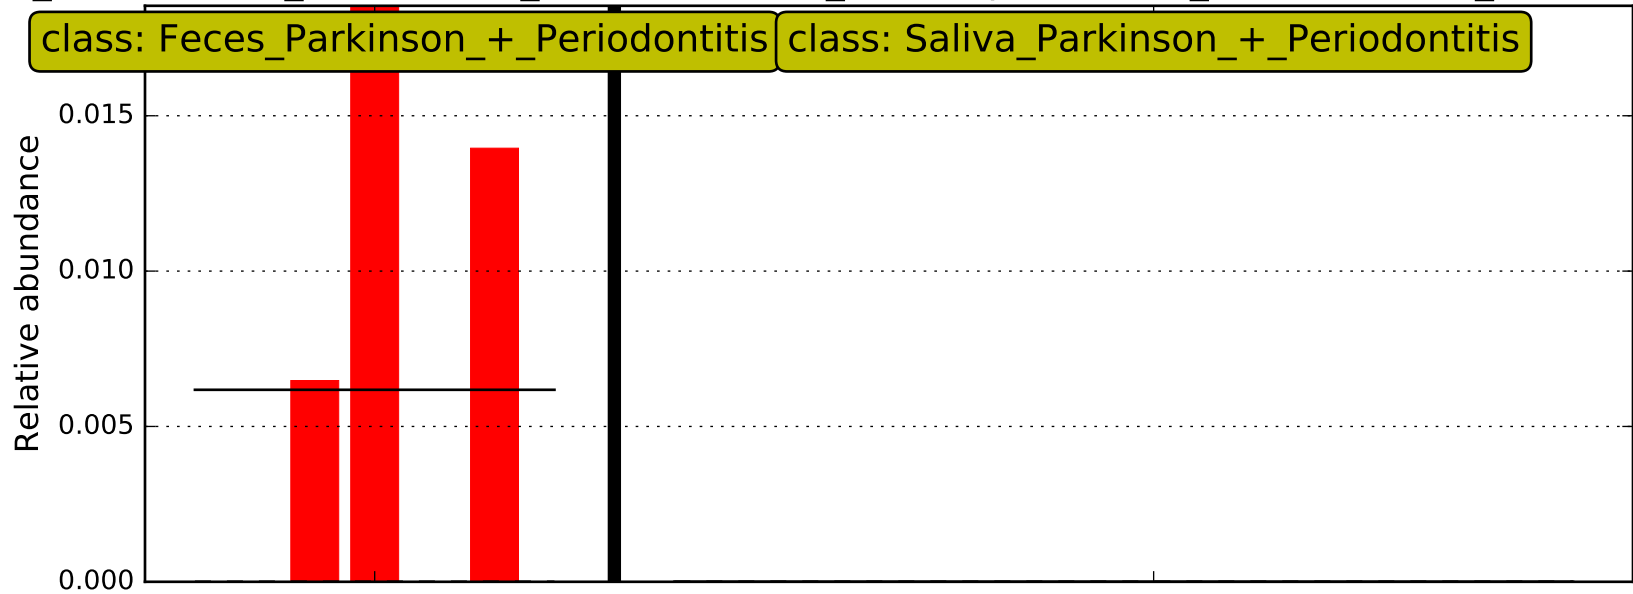 class: Feces_Parkinson_+_Periodontitis
class: Saliva_Parkinson_+_Periodontitis
0.015
0.010
0.005
0.000
Relative abundance